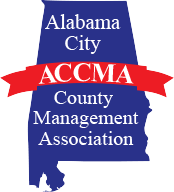 Alabama
City
ACCMA
County
Management
Association